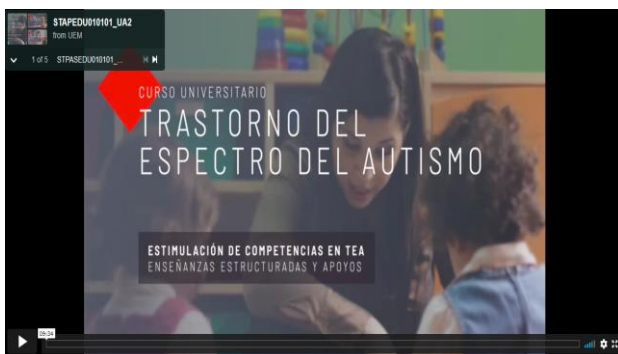 STAPEDU010101_UA2
from UEM
1 of 5 STPASEDU010101_...
CURSO UNIVERSITARIO
TRASTORNO DEL
ESPECTRO DEL AUTISMO
ESTIMULACIÓN DE COMPETENCIAS EN TEA
ENSEÑANZAS ESTRUCTURADAS Y APOYOS
09:34